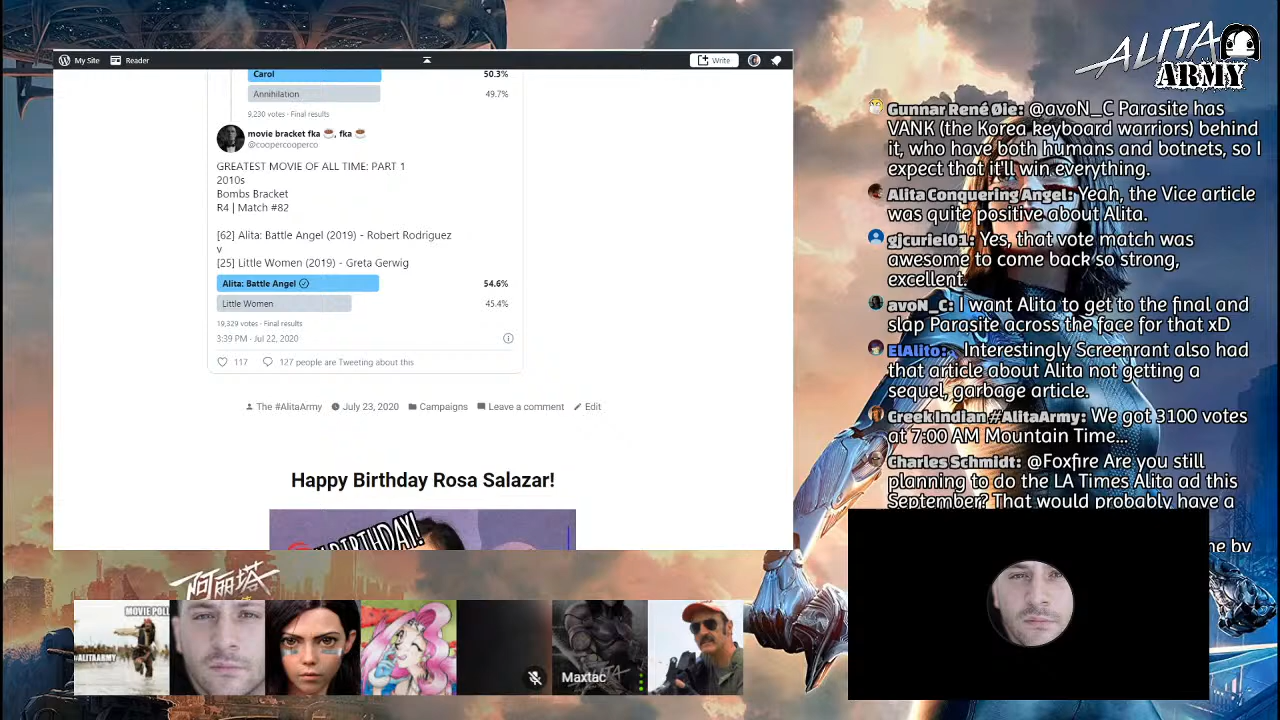 My Site
Reader
Write
Carol
50.3%
Annihilation
49.7%
9,230 votes · Final results
movie bracket fka ☕, fka ☕
@coopercooperco
GREATEST MOVIE OF ALL TIME: PART 1
2010s
Bombs Bracket
R4 | Match #82
[62] Alita: Battle Angel (2019) - Robert Rodriguez
v
[25] Little Women (2019) - Greta Gerwig
Alita: Battle Angel
54.6%
Little Women
45.4%
19,329 votes · Final results
3:39 PM · Jul 22, 2020
117
127 people are Tweeting about this
The #AlitaArmy
July 23, 2020
Campaigns
Leave a comment
Edit
Happy Birthday Rosa Salazar!
BIRTHDAY!
阿丽塔
MOVIE POLL
#ALITAARMY
Maxtac
ALITA
ALITA
ARMY
Gunnar René Øie: @avoN_C Parasite has
VANK (the Korea keyboard warriors) behind
it, who have both humans and botnets, so I
expect that it'll win everything.
Alita Conquering Angel: Yeah, the Vice article
was quite positive about Alita.
gjcuriel01: Yes, that vote match was
awesome to come back so strong,
excellent.
avoN_C: I want Alita to get to the final and
slap Parasite across the face for that xD
ElAlito: Interestingly Screenrant also had
that article about Alita not getting a
sequel, garbage article.
Creek Indian #AlitaArmy: We got 3100 votes
at 7:00 AM Mountain Time...
Charles Schmidt: @Foxfire Are you still
planning to do the LA Times Alita ad this
September? That would probably have a
by